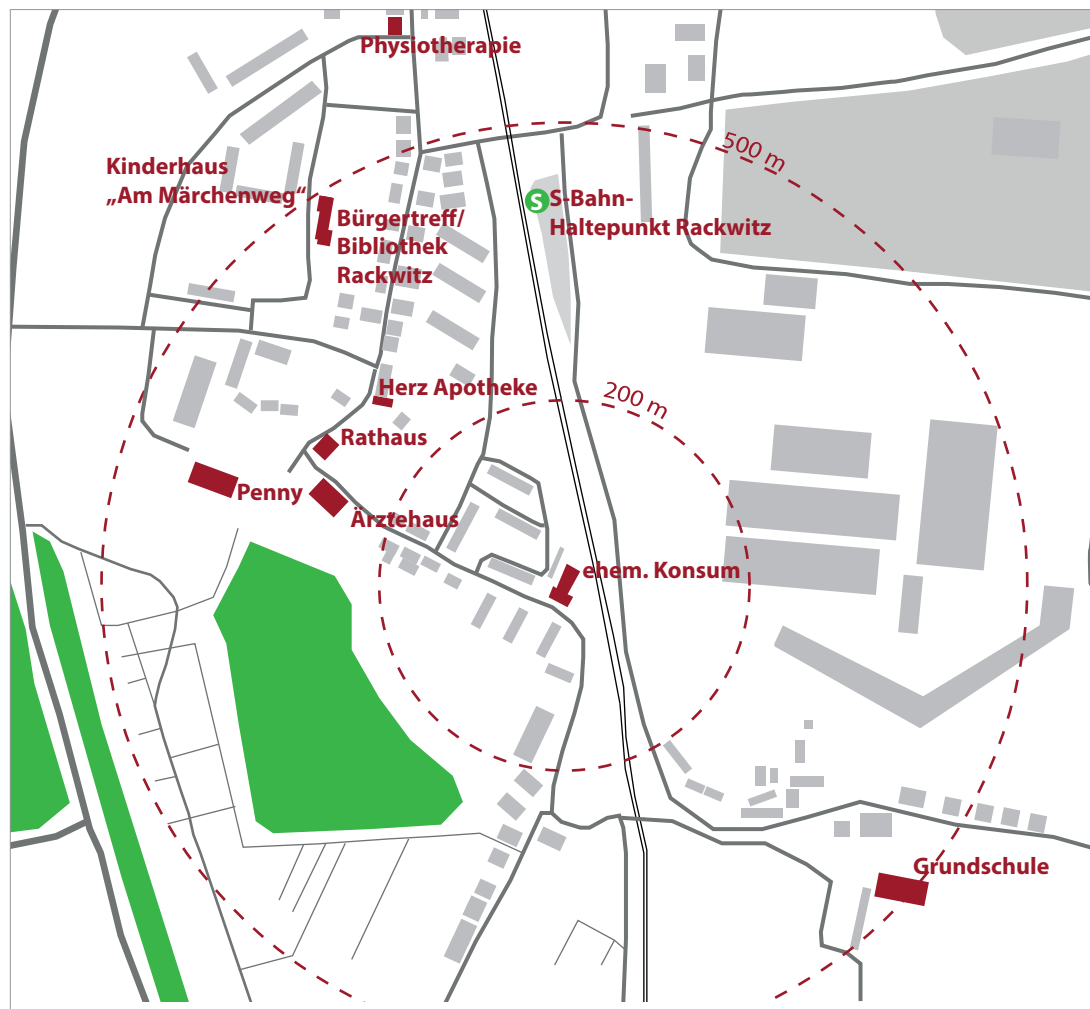 Physiotherapie
500 m
Kinderhaus
„Am Märchenweg“
S
S-Bahn-
Haltepunkt Rackwitz
Bürgertreff/
Bibliothek
Rackwitz
Herz Apotheke
200 m
Rathaus
Penny
Ärztehaus
ehem. Konsum
Grundschule